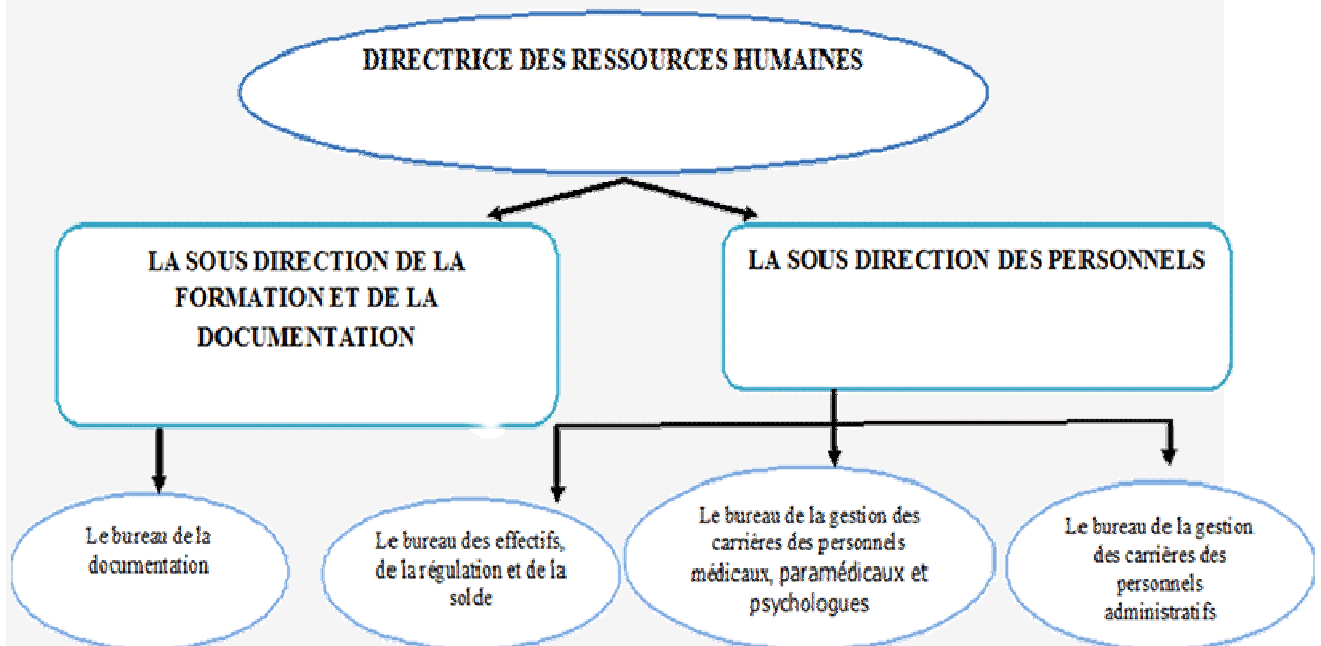 DIRECTRICE DES RESSOURCES HUMAINES
LA SOUS DIRECTION DE LA
FORMATION ET DE LA
DOCUMENTATION
LA SOUS DIRECTION DES PERSONNELS
Le bureau de la
documentation
Le bureau des effectifs,
de la régulation et de la
solde
Le bureau de la gestion des
carrières des personnels
médicaux, paramédicaux et
psychologues
Le bureau de la gestion
des carrières des
personnels
administratifs